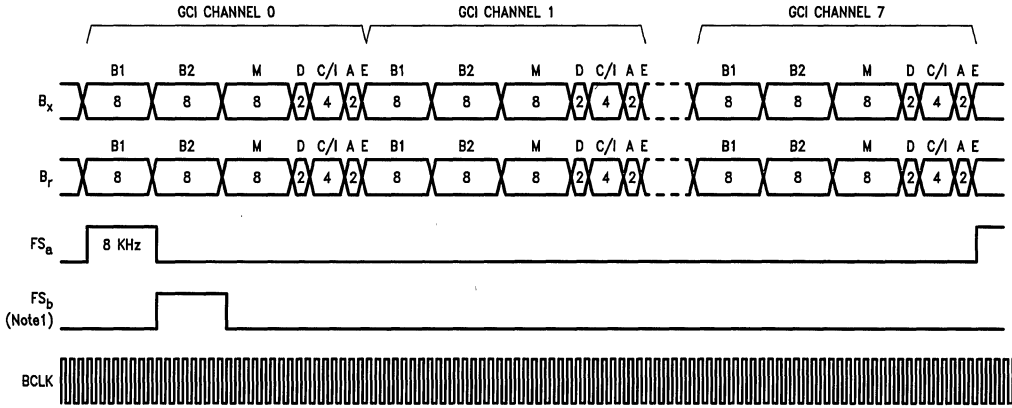 GCI CHANNEL 0 GCI CHANNEL 1 GCI CHANNEL 7
B1 B2 M D C/I A E B1 B2 M D C/I A E B1 B2 M D C/I A E
Bx 8 8 8 2 4 2 8 8 8 2 4 2 8 8 8 2 4 2
B1 B2 M D C/I A E B1 B2 M D C/I A E B1 B2 M D C/I A E
Br 8 8 8 2 4 2 8 8 8 2 4 2 8 8 8 2 4 2
FSa 8 KHz
FSb
(Note1)
BCLK